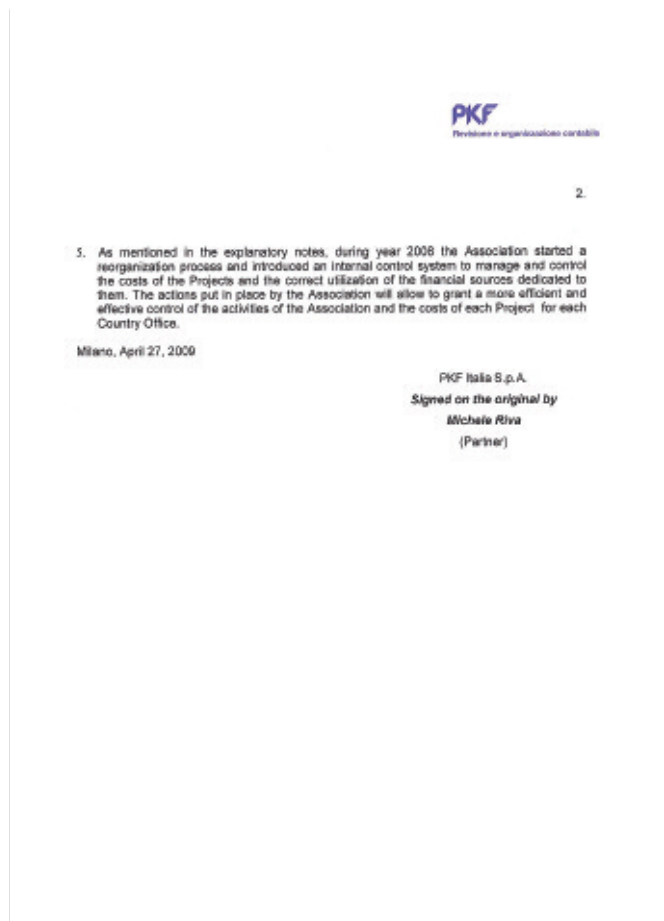 PKF
Revisione e organizzazione contabile
2.
5. As mentioned in the explanatory notes, during year 2008 the Association started a
reorganization process and introduced an internal control system to manage and control
the costs of the Projects and the correct utilization of the financial sources dedicated to
them. The actions put in place by the Association will allow to grant a more efficient and
effective control of the activities of the Association and the costs of each Project for each
Country Office.
Milano, April 27, 2009
PKF Italia S.p.A.
Signed on the original by
Michele Riva
(Partner)